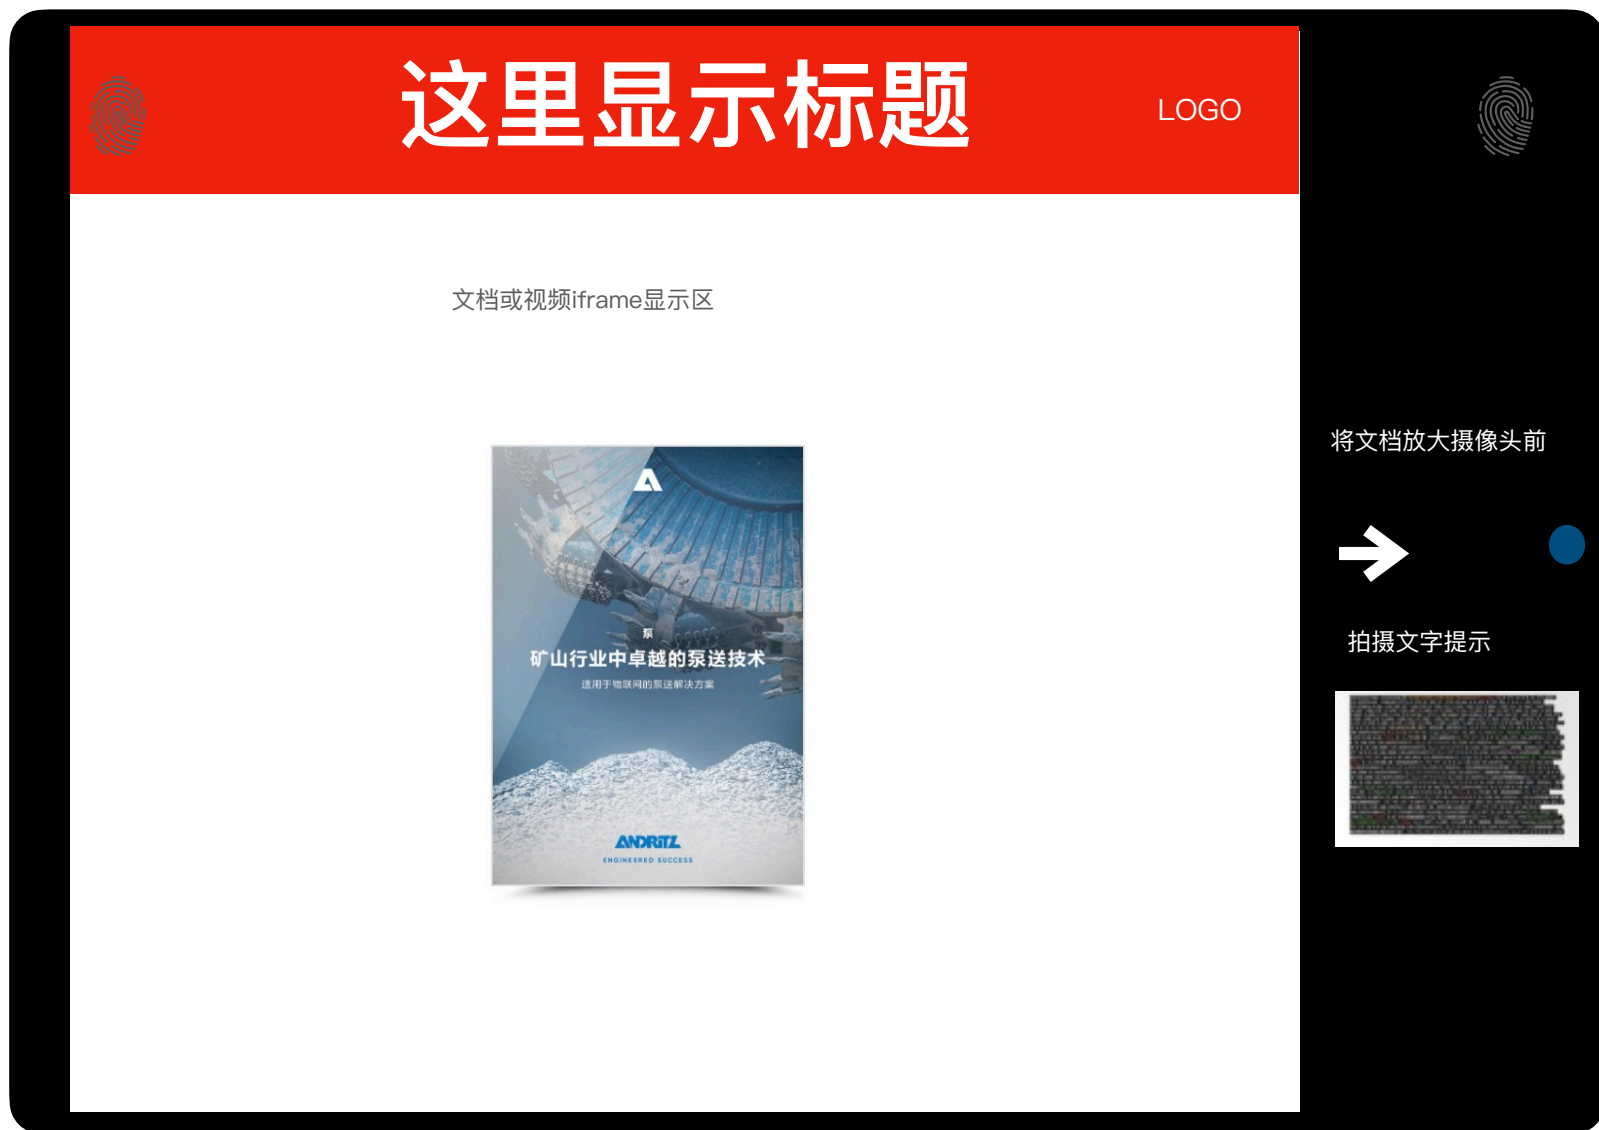 这里显示标题
LOGO
文档或视频iframe显示区
泵
矿山行业中卓越的泵送技术
适用于物联网的泵送解决方案
ANDRITZ
ENGINEERED SUCCESS
将文档放大摄像头前
拍摄文字提示